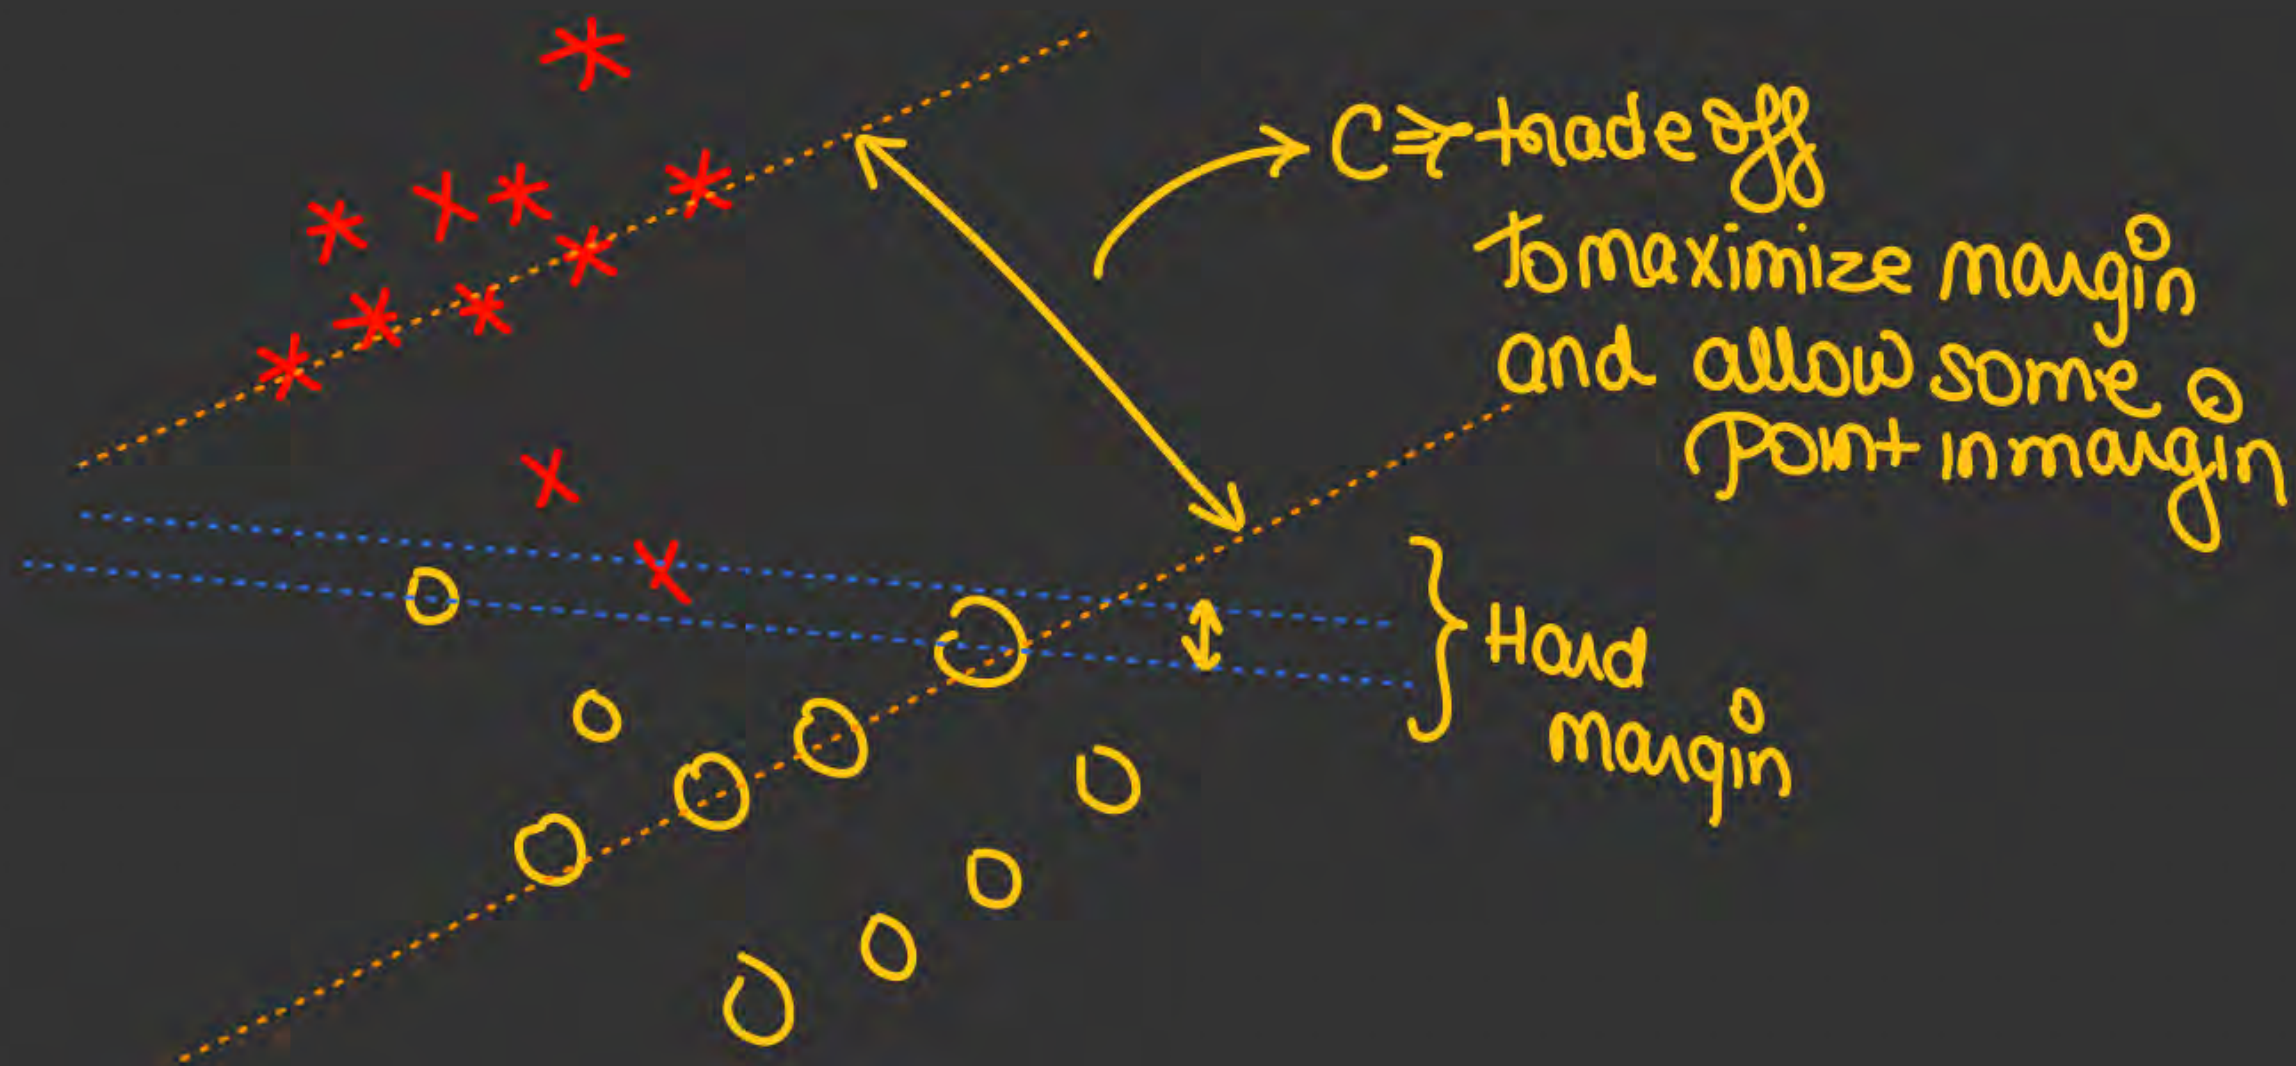 C ⇒ trade off
to maximize margin
and allow some
point in margin
Hard
margin